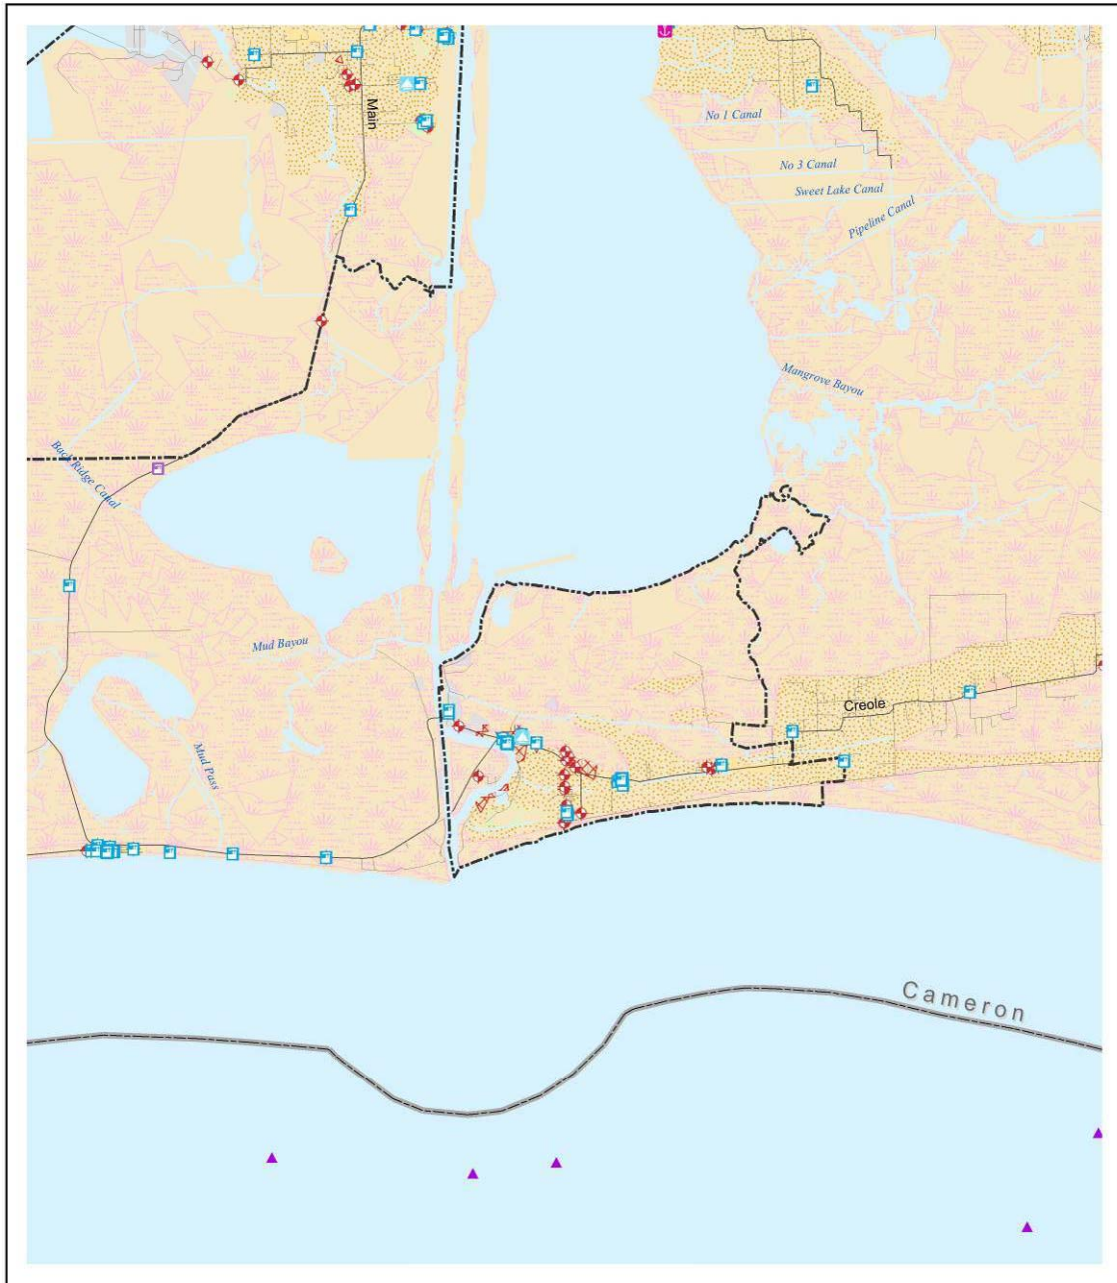 Main
No 1 Canal
No 3 Canal
Sweet Lake Canal
Pipeline Canal
Mangrove Bayou
Back Ridge Canal
Mud Bayou
Creole
Mud Pass
Cameron